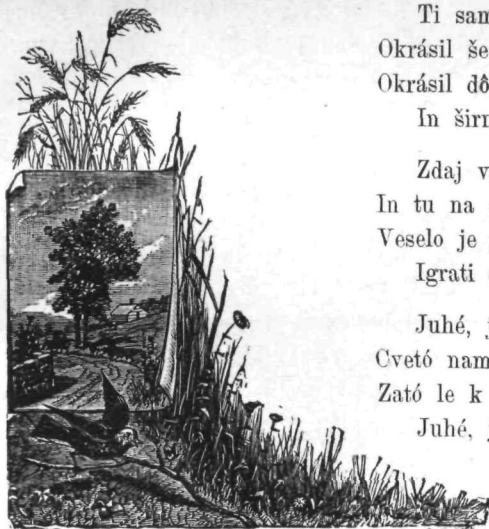 Ti sam
Okrásil še
Okrásil dô
In širn
Zdaj v
In tu na
Veselo je
Igrati
Juhé, j
Cvetó nam
Zató le k
Juhé, j